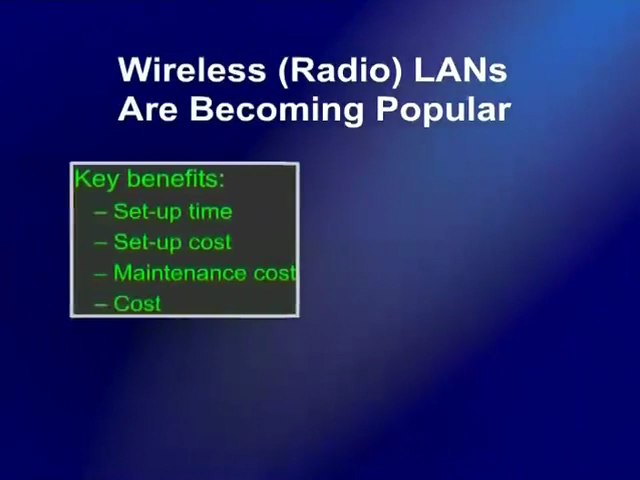 Wireless (Radio) LANs
Are Becoming Popular
Key benefits:
– Set-up time
– Set-up cost
– Maintenance cost
– Cost